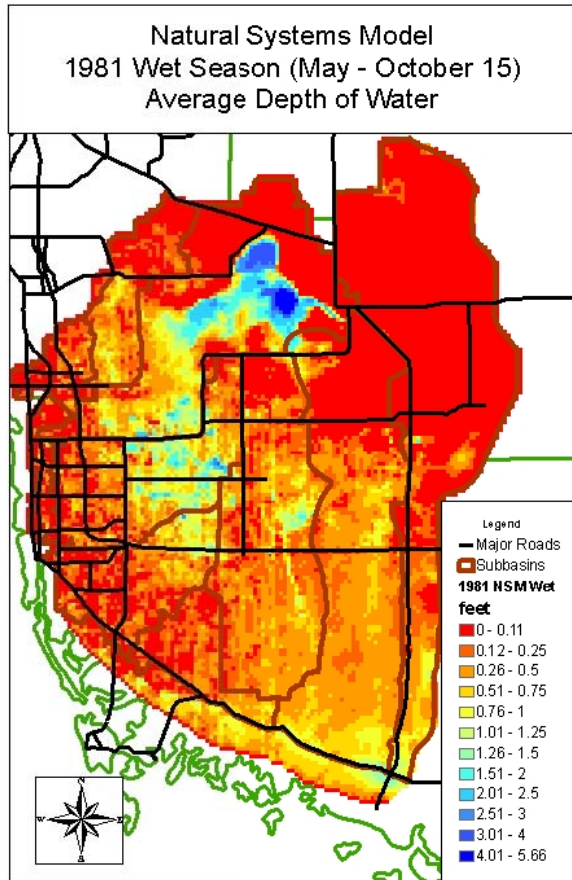 Natural Systems Model
1981 Wet Season (May - October 15)
Average Depth of Water
Legend
Major Roads
Subbasins
1981 NSM Wet
feet
0 - 0.11
0.12 - 0.25
0.26 - 0.5
0.51 - 0.75
0.76 - 1
1.01 - 1.25
1.26 - 1.5
1.51 - 2
2.01 - 2.5
2.51 - 3
3.01 - 4
4.01 - 5.66
N
W
E
S